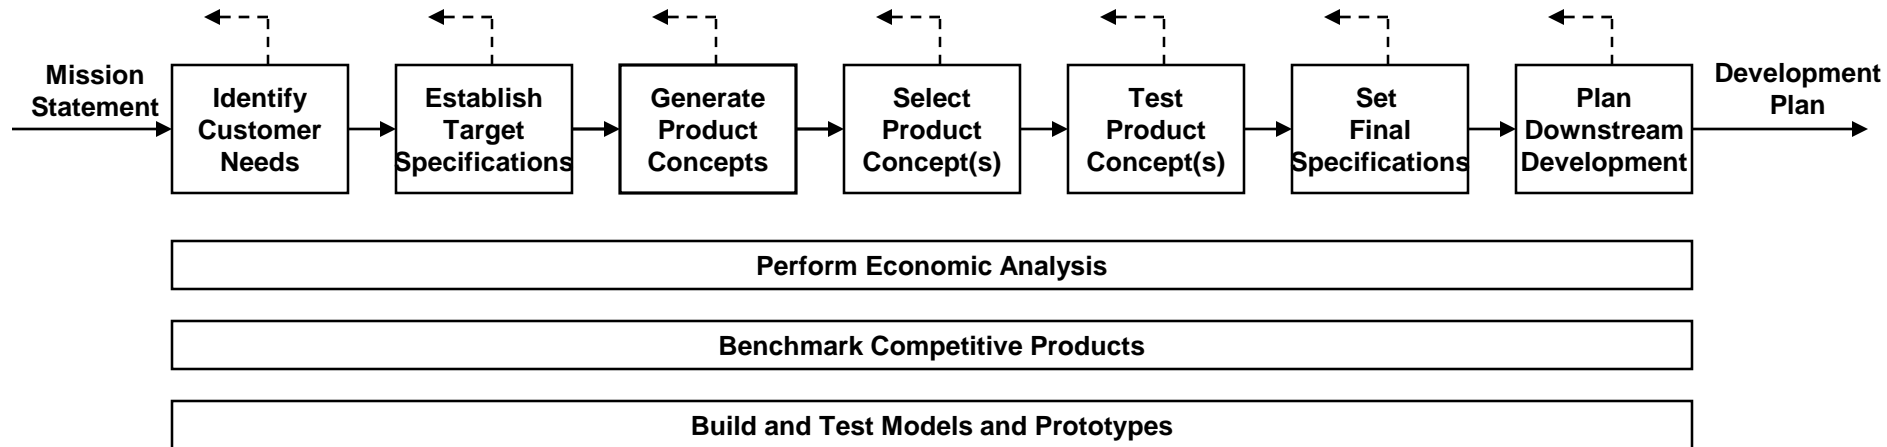 Mission
Statement
Identify
Customer
Needs
Establish
Target
Specifications
Generate
Product
Concepts
Select
Product
Concept(s)
Test
Product
Concept(s)
Set
Final
Specifications
Plan
Downstream
Development
Development
Plan
Perform Economic Analysis
Benchmark Competitive Products
Build and Test Models and Prototypes